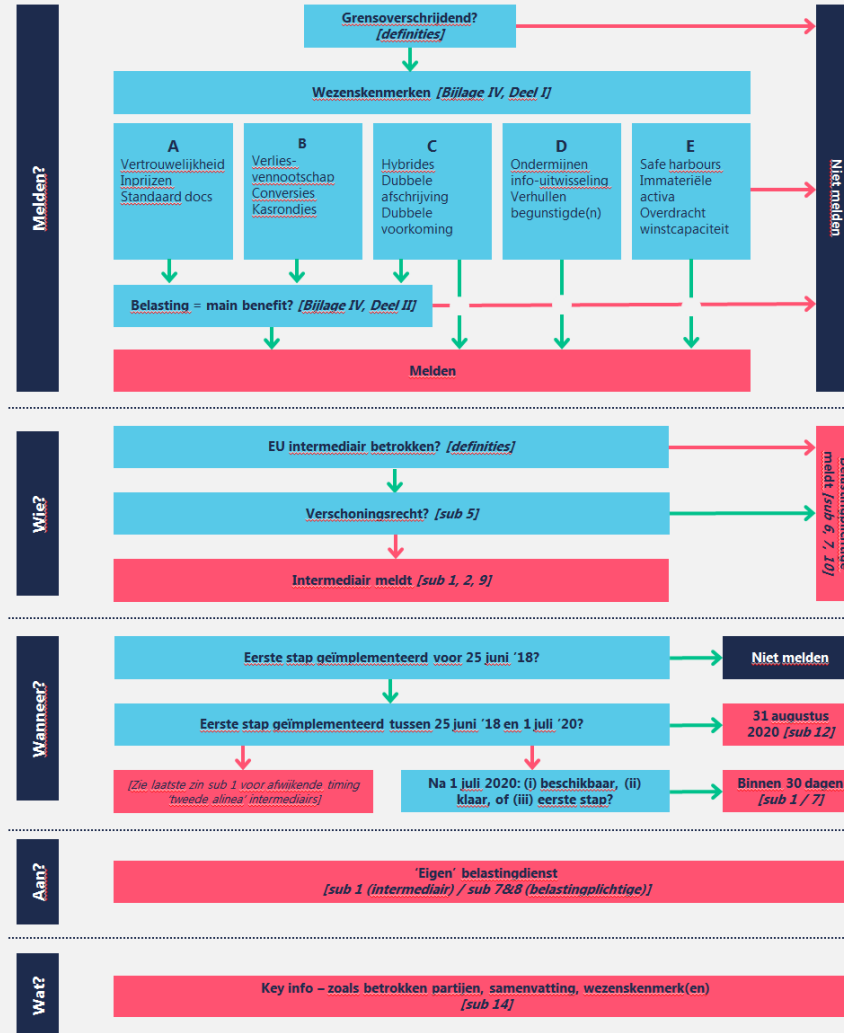 Melden?
Grensoverschrijdend?
[definities]
Wezenskenmerken [Bijlage IV, Deel I]
A
Vertrouwelijkheid
Inprijzen
Standaard docs
B
Verlies-
vennootschap
Conversies
Kasrondjes
C
Hybrides
Dubbele
afschrijving
Dubbele
voorkoming
D
Ondermijnen
info-uitwisseling
Verhullen
begunstigde(n)
E
Safe harbours
Immateriële
activa
Overdracht
winstcapaciteit
Niet melden
Belasting = main benefit? [Bijlage IV, Deel II]
Melden
Wie?
EU intermediair betrokken? [definities]
Verschoningsrecht? [sub 5]
Intermediair meldt [sub 1, 2, 9]
Belastingplichtige
meldt [sub 6, 7, 10]
Wanneer?
Eerste stap geïmplementeerd voor 25 juni ‘18?
Niet melden
Eerste stap geïmplementeerd tussen 25 juni ‘18 en 1 juli ‘20?
31 augustus
2020 [sub 12]
[Zie laatste zin sub 1 voor afwijkende timing
‘tweede alinea’ intermediairs]
Na 1 juli 2020: (i) beschikbaar, (ii)
klaar, of (iii) eerste stap?
Binnen 30 dagen
[sub 1 / 7]
Aan?
‘Eigen’ belastingdienst
[sub 1 (intermediair) / sub 7&8 (belastingplichtige)]
Wat?
Key info – zoals betrokken partijen, samenvatting, wezenskenmerk(en)
[sub 14]